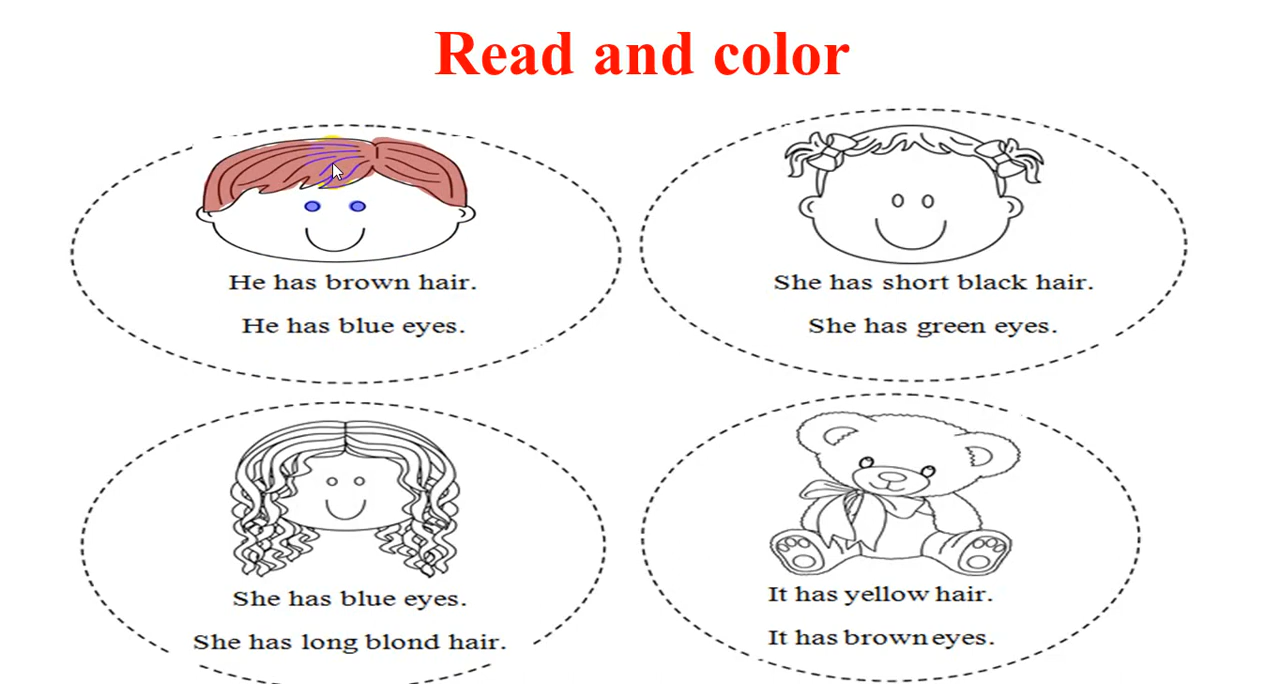 Read and color
He has brown hair.
He has blue eyes.
She has short black hair.
She has green eyes.
She has blue eyes.
She has long blond hair.
It has yellow hair.
It has brown eyes.